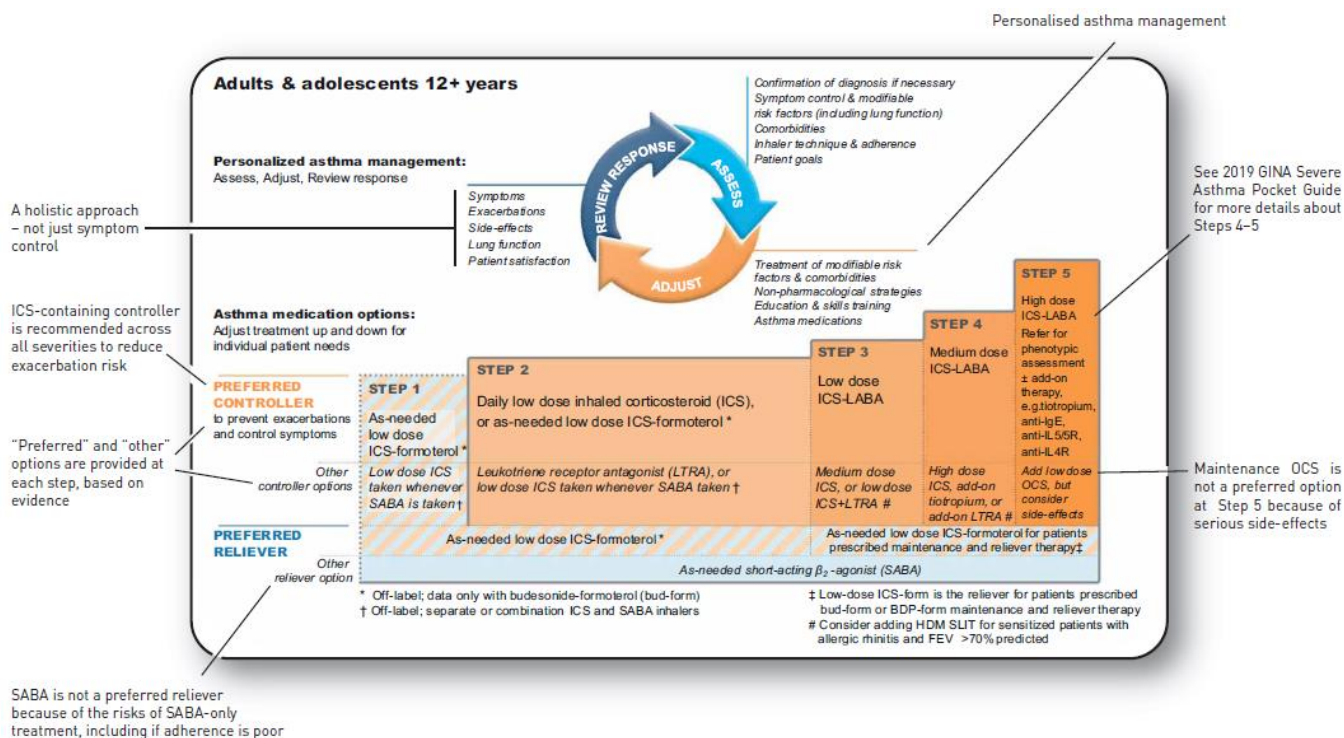 Personalised asthma management
Adults & adolescents 12+ years
Confirmation of diagnosis if necessary
Symptom control & modifiable
risk factors (including lung function)
Comorbidities
Inhaler technique & adherence
Patient goals
Personalized asthma management:
Assess, Adjust, Review response
REVIEW RESPONSE
ASSESS
ADJUST
Symptoms
Exacerbations
Side-effects
Lung function
Patient satisfaction
A holistic approach
– not just symptom
control
See 2019 GINA Severe
Asthma Pocket Guide
for more details about
Steps 4–5
Treatment of modifiable risk
factors & comorbidities
Non-pharmacological strategies
Education & skills training
Asthma medications
ICS-containing controller
is recommended across
all severities to reduce
exacerbation risk
Asthma medication options:
Adjust treatment up and down for
individual patient needs
PREFERRED
CONTROLLER
to prevent exacerbations
and control symptoms
STEP 1
As-needed
low dose
ICS-formoterol *
STEP 2
Daily low dose inhaled corticosteroid (ICS),
or as-needed low dose ICS-formoterol *
STEP 3
Low dose
ICS-LABA
STEP 4
Medium dose
ICS-LABA
STEP 5
High dose
ICS-LABA
Refer for
phenotypic
assessment
± add-on
therapy,
e.g.tiotropium,
anti-IgE,
anti-IL5/5R,
anti-IL4R
"Preferred" and "other"
options are provided at
each step, based on
evidence
Other
controller options
Low dose ICS
taken whenever
SABA is taken †
Leukotriene receptor antagonist (LTRA), or
low dose ICS taken whenever SABA taken †
Medium dose
ICS, or low dose
ICS+LTRA #
High dose
ICS, add-on
tiotropium, or
add-on LTRA #
Add low dose
OCS, but
consider
side-effects
Maintenance OCS is
not a preferred option
at Step 5 because of
serious side-effects
PREFERRED
RELIEVER
As-needed low dose ICS-formoterol *
As-needed low dose ICS-formoterol for patients
prescribed maintenance and reliever therapy‡
Other
reliever option
As-needed short-acting β2 -agonist (SABA)
* Off-label; data only with budesonide-formoterol (bud-form)
† Off-label; separate or combination ICS and SABA inhalers
‡ Low-dose ICS-form is the reliever for patients prescribed
bud-form or BDP-form maintenance and reliever therapy
# Consider adding HDM SLIT for sensitized patients with
allergic rhinitis and FEV >70% predicted
SABA is not a preferred reliever
because of the risks of SABA-only
treatment, including if adherence is poor